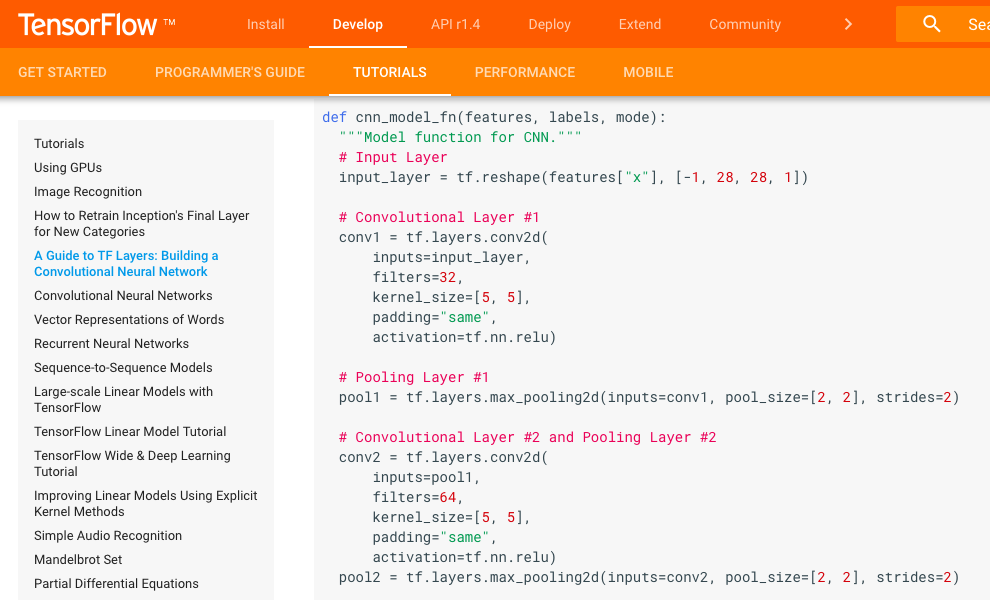 TensorFlow ™
Install Develop API r1.4 Deploy Extend Community
GET STARTED PROGRAMMER'S GUIDE TUTORIALS PERFORMANCE MOBILE
Tutorials
Using GPUs
Image Recognition
How to Retrain Inception's Final Layer
for New Categories
A Guide to TF Layers: Building a
Convolutional Neural Network
Convolutional Neural Networks
Vector Representations of Words
Recurrent Neural Networks
Sequence-to-Sequence Models
Large-scale Linear Models with
TensorFlow
TensorFlow Linear Model Tutorial
TensorFlow Wide & Deep Learning
Tutorial
Improving Linear Models Using Explicit
Kernel Methods
Simple Audio Recognition
Mandelbrot Set
Partial Differential Equations
def cnn_model_fn(features, labels, mode):
  """Model function for CNN."""
  # Input Layer
  input_layer = tf.reshape(features["x"], [-1, 28, 28, 1])

  # Convolutional Layer #1
  conv1 = tf.layers.conv2d(
      inputs=input_layer,
      filters=32,
      kernel_size=[5, 5],
      padding="same",
      activation=tf.nn.relu)

  # Pooling Layer #1
  pool1 = tf.layers.max_pooling2d(inputs=conv1, pool_size=[2, 2], strides=2)

  # Convolutional Layer #2 and Pooling Layer #2
  conv2 = tf.layers.conv2d(
      inputs=pool1,
      filters=64,
      kernel_size=[5, 5],
      padding="same",
      activation=tf.nn.relu)
  pool2 = tf.layers.max_pooling2d(inputs=conv2, pool_size=[2, 2], strides=2)